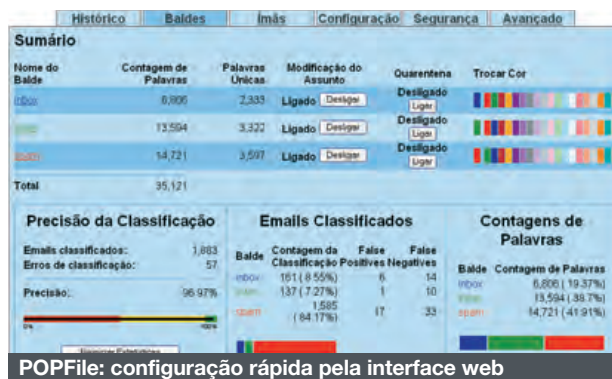 Histórico Baldes Ímãs Configuração Segurança Avançado
Sumário
Nome do Balde Contagem de Palavras Palavras Únicas Modificação do Assunto Quarentena Trocar Cor
inbox 6,806 2,333 Ligado Desligar Desligado Ligar
13,594 3,322 Ligado Desligar Desligado Ligar
spam 14,721 3,597 Ligado Desligar Desligado Ligar
Total 35,121
Precisão da Classificação
Emails classificados: 1,883
Erros de classificação: 57
Precisão: 96.97%
0% 100%
Emails Classificados
Balde Contagem da Classificação False Positives False Negatives
inbox 161 (8.55%) 6 14
137 (7.27%) 1 10
spam 1,585 (84.17%) 17 33
Contagens de Palavras
Balde Contagem de Palavras
inbox 6,806 (19.37%)
13,594 (38.7%)
spam 14,721 (41.91%)
POPFile: configuração rápida pela interface web